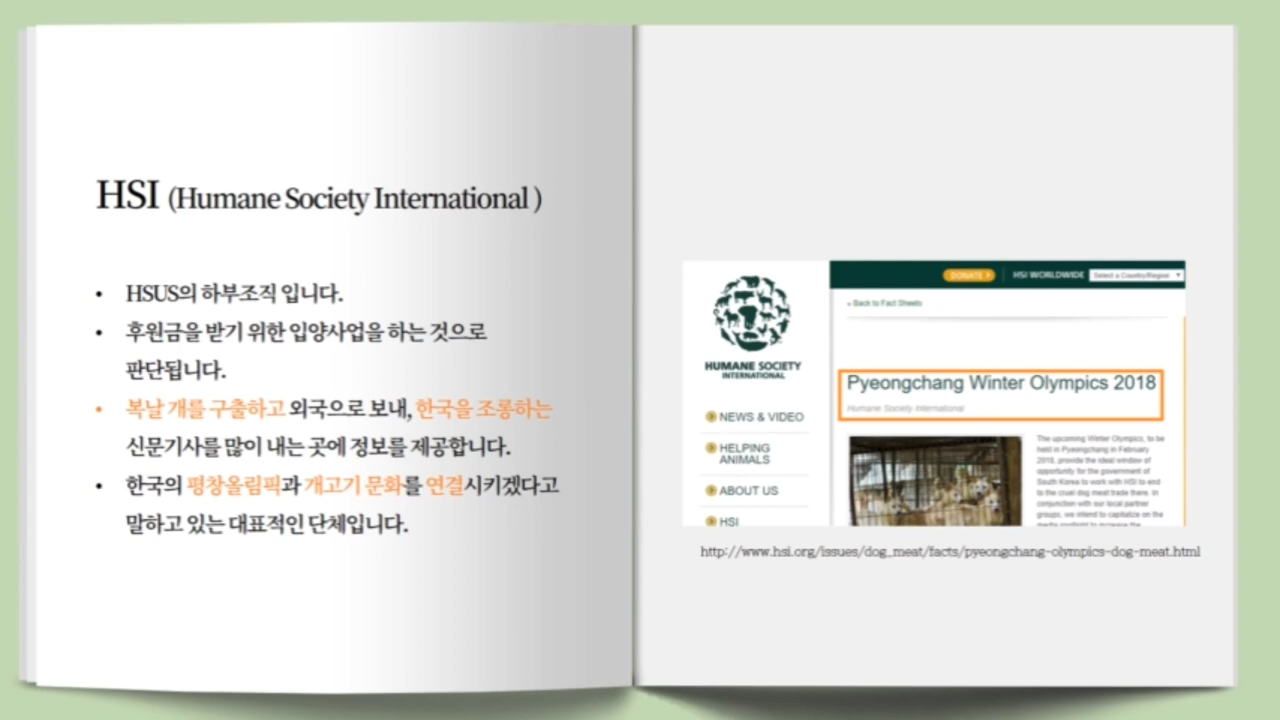 HSI (Humane Society International )
• HSUS의 하부조직 입니다.
• 후원금을 받기 위한 입양사업을 하는 것으로
판단됩니다.
• 복날 개를 구출하고 외국으로 보내, 한국을 조롱하는
신문기사를 많이 내는 곳에 정보를 제공합니다.
• 한국의 평창올림픽과 개고기 문화를 연결시키겠다고
말하고 있는 대표적인 단체입니다.
DONATE
HSI WORLDWIDE
Select a Country/Region
« Back to Fact Sheets
HUMANE SOCIETY
INTERNATIONAL
Pyeongchang Winter Olympics 2018
Humane Society International
NEWS & VIDEO
HELPING
ANIMALS
ABOUT US
HSI
The upcoming Winter Olympics, to be
held in Pyeongchang in February
2018, provide the ideal window of
opportunity for the government of
South Korea to work with HSI to end
to the cruel dog meat trade there. In
conjunction with our local partner
groups, we intend to capitalize on the
media spotlight to increase the
http://www.hsi.org/issues/dog_meat/facts/pyeongchang-olympics-dog-meat.html